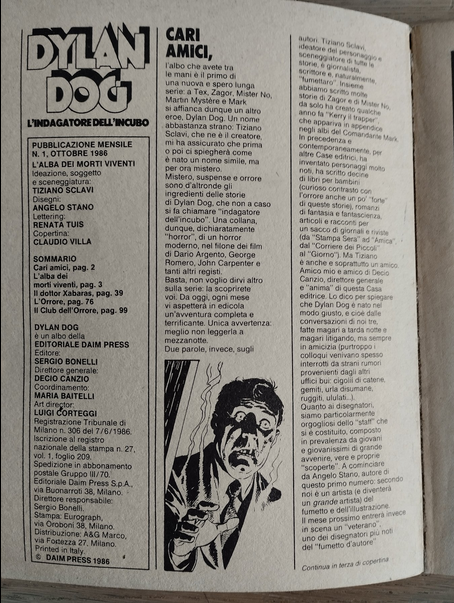 DYLAN
DOG
L'INDAGATORE DELL'INCUBO
PUBBLICAZIONE MENSILE
N. 1, OTTOBRE 1986
L'ALBA DEI MORTI VIVENTI
Ideazione, soggetto
e sceneggiatura:
TIZIANO SCLAVI
Disegni:
ANGELO STANO
Lettering:
RENATA TUIS
Copertina:
CLAUDIO VILLA
SOMMARIO
Cari amici, pag. 2
L'alba dei
morti viventi, pag. 3
Il dottor Xabaras, pag. 39
L'Orrore, pag. 76
Il Club dell'Orrore, pag. 99
DYLAN DOG
è un albo della
EDITORIALE DAIM PRESS
Editore:
SERGIO BONELLI
Direttore generale:
DECIO CANZIO
Coordinamento:
MARIA BAITELLI
Art director:
LUIGI CORTEGGI
Registrazione Tribunale di
Milano n. 306 del 7/6/1986.
Iscrizione al registro
nazionale della stampa n. 27,
vol. 1, foglio 209.
Spedizione in abbonamento
postale Gruppo III/70.
Editoriale Daim Press S.p.A.,
via Buonarroti 38, Milano.
Direttore responsabile:
Sergio Bonelli.
Stampa: Eurograph,
via Oroboni 38, Milano.
Distribuzione: A&G Marco,
via Fortezza 27, Milano.
Printed in Italy.
© DAIM PRESS 1986
CARI
AMICI,
l'albo che avete tra
le mani è il primo di
una nuova e spero lunga
serie: a Tex, Zagor, Mister No,
Martin Mystère e Mark
si affianca dunque un altro
eroe, Dylan Dog. Un nome
abbastanza strano: Tiziano
Sclavi, che ne è il creatore,
mi ha assicurato che prima
o poi ci spiegherà come
è nato un nome simile, ma
per ora mistero.
Mistero, suspense e orrore
sono d'altronde gli
ingredienti delle storie
di Dylan Dog, che non a caso
si fa chiamare "indagatore
dell'incubo". Una collana,
dunque, dichiaratamente
"horror", di un horror
moderno, nel filone dei film
di Dario Argento, George
Romero, John Carpenter e
tanti altri registi.
Basta, non voglio dirvi altro
sulla serie: la scoprirete
voi. Da oggi, ogni mese
vi aspetterà in edicola
un'avventura completa e
terrificante. Unica avvertenza:
meglio non leggerla a
mezzanotte.
Due parole, invece, sugli
autori. Tiziano Sclavi,
ideatore del personaggio e
sceneggiatore di tutte le
storie, è giornalista,
scrittore e, naturalmente,
"fumettaro". Insieme
abbiamo scritto molte
storie di Zagor e di Mister No,
da solo ha creato qualche
anno fa "Kerry il trapper",
che appariva in appendice
negli albi del Comandante Mark.
In precedenza e
contemporaneamente, per
altre Case editrici, ha
inventato personaggi molto
noti, ha scritto decine
di libri per bambini
(curioso contrasto con
l'orrore anche un po' "forte"
di queste storie), romanzi
di fantasia e fantascienza,
articoli e racconti per
un sacco di giornali e riviste
(da "Stampa Sera" ad "Amica",
dal "Corriere dei Piccoli"
al "Giorno"). Ma Tiziano
è anche e soprattutto un amico.
Amico mio e amico di Decio
Canzio, direttore generale
e "anima" di questa Casa
editrice. Lo dico per spiegare
che Dylan Dog è nato nel
modo giusto, e cioè dalle
conversazioni di noi tre,
fatte magari a tarda notte e
magari litigando, ma sempre
in amicizia (purtroppo i
colloqui venivano spesso
interrotti da strani rumori
provenienti dagli altri
uffici bui: cigolii di catene,
gemiti, urla disumane,
ruggiti, ululati...).
Quanto ai disegnatori,
siamo particolarmente
orgogliosi dello "staff" che
si è costituito, composto
in prevalenza da giovani
e giovanissimi di grande
avvenire, vere e proprie
"scoperte". A cominciare
da Angelo Stano, autore di
questo primo numero: secondo
noi è un artista (e diventerà
un grande artista) del
fumetto e dell'illustrazione.
Il mese prossimo entrerà invece
in scena un "veterano",
uno dei disegnatori più noti
del "fumetto d'autore"
Continua in terza di copertina